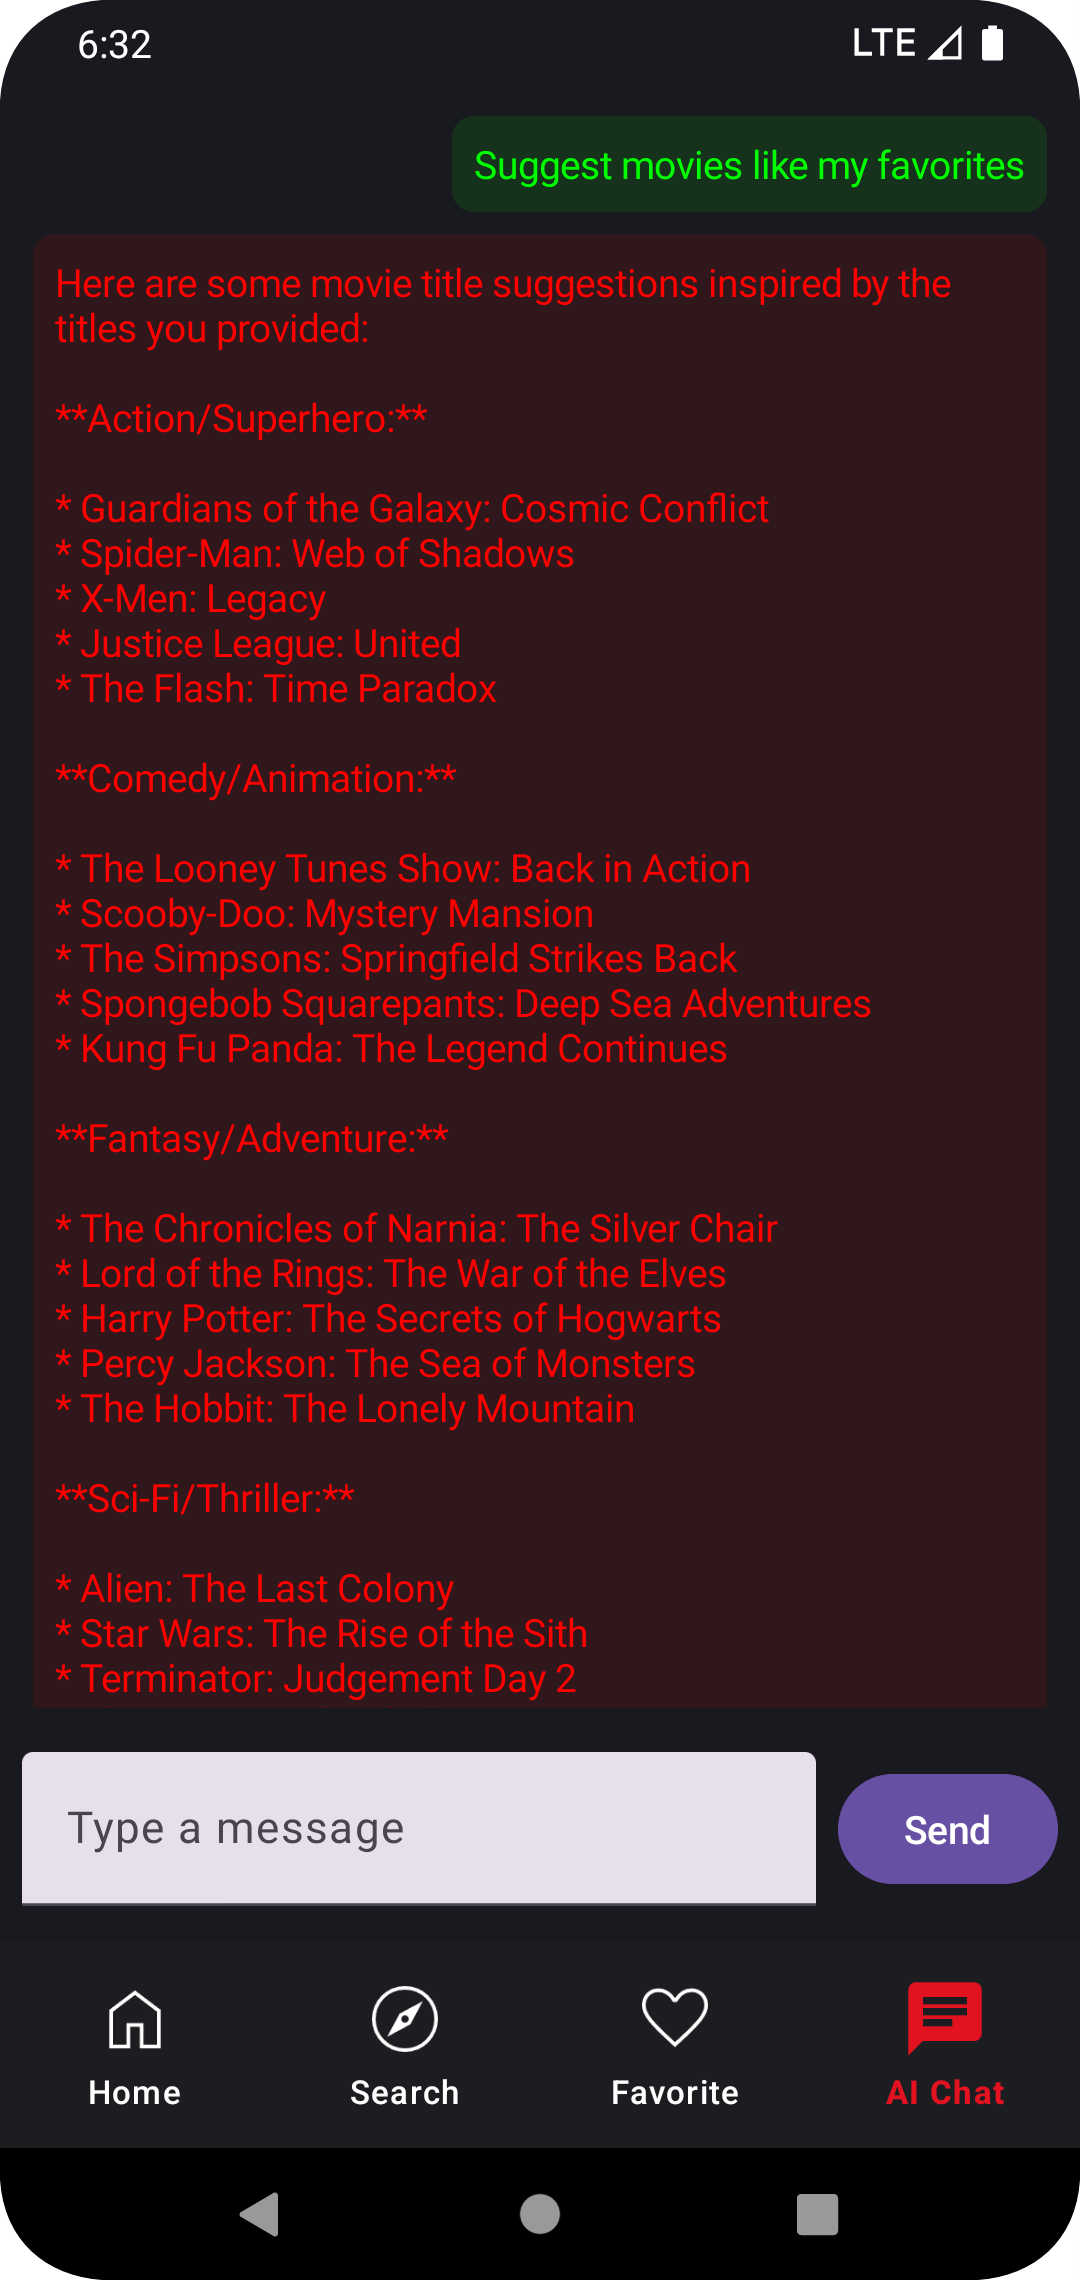 6:32
LTE
Suggest movies like my favorites
Here are some movie title suggestions inspired by the
titles you provided:
**Action/Superhero:**
* Guardians of the Galaxy: Cosmic Conflict
* Spider-Man: Web of Shadows
* X-Men: Legacy
* Justice League: United
* The Flash: Time Paradox
**Comedy/Animation:**
* The Looney Tunes Show: Back in Action
* Scooby-Doo: Mystery Mansion
* The Simpsons: Springfield Strikes Back
* Spongebob Squarepants: Deep Sea Adventures
* Kung Fu Panda: The Legend Continues
**Fantasy/Adventure:**
* The Chronicles of Narnia: The Silver Chair
* Lord of the Rings: The War of the Elves
* Harry Potter: The Secrets of Hogwarts
* Percy Jackson: The Sea of Monsters
* The Hobbit: The Lonely Mountain
**Sci-Fi/Thriller:**
* Alien: The Last Colony
* Star Wars: The Rise of the Sith
* Terminator: Judgement Day 2
Type a message
Send
Home
Search
Favorite
AI Chat